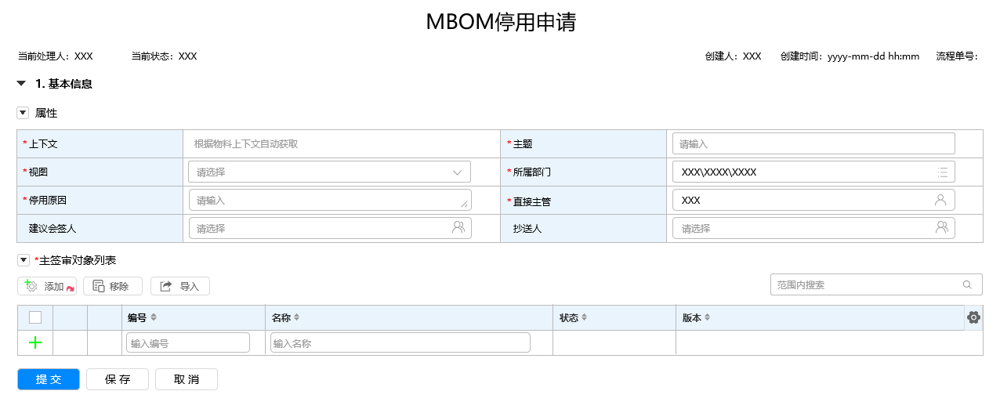 MBOM停用申请
当前处理人：XXX 当前状态：XXX 创建人：XXX 创建时间：yyyy-mm-dd hh:mm 流程单号：
1. 基本信息
属性
*上下文 根据物料上下文自动获取 *主题 请输入
*视图 请选择 *所属部门 XXX\XXXX\XXXX
*停用原因 请输入 *直接主管 XXX
建议会签人 请选择 抄送人 请选择
*主签审对象列表
添加 移除 导入 范围内搜索
编号 名称 状态 版本
输入编号 输入名称
提交 保存 取消